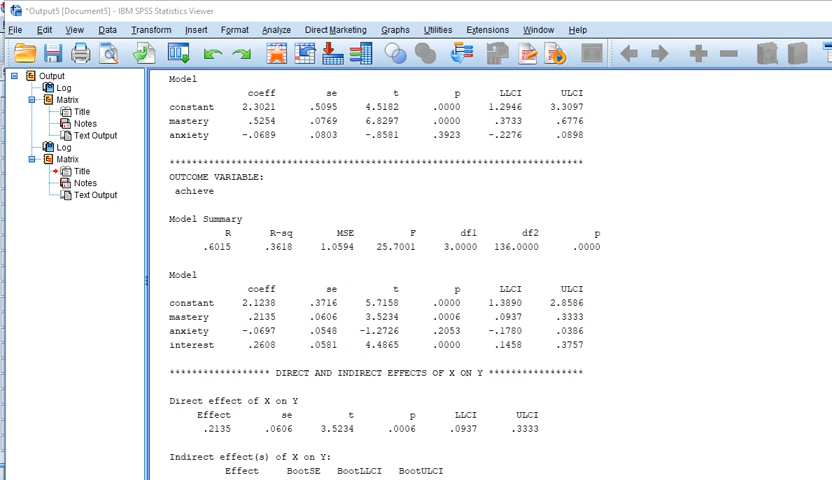 *Output5 [Document5] - IBM SPSS Statistics Viewer
File Edit View Data Transform Insert Format Analyze Direct Marketing Graphs Utilities Extensions Window Help
Output
Log
Matrix
Title
Notes
Text Output
Log
Matrix
Title
Notes
Text Output
Model
coeff se t p LLCI ULCI
constant 2.3021 .5095 4.5182 .0000 1.2946 3.3097
mastery .5254 .0769 6.8297 .0000 .3733 .6776
anxiety -.0689 .0803 -.8581 .3923 -.2276 .0898
***********************************************************************
OUTCOME VARIABLE:
achieve
Model Summary
R R-sq MSE F df1 df2 p
.6015 .3618 1.0594 25.7001 3.0000 136.0000 .0000
Model
coeff se t p LLCI ULCI
constant 2.1238 .3716 5.7158 .0000 1.3890 2.8586
mastery .2135 .0606 3.5234 .0006 .0937 .3333
anxiety -.0697 .0548 -1.2726 .2053 -.1780 .0386
interest .2608 .0581 4.4865 .0000 .1458 .3757
****************** DIRECT AND INDIRECT EFFECTS OF X ON Y *****************
Direct effect of X on Y
Effect se t p LLCI ULCI
.2135 .0606 3.5234 .0006 .0937 .3333
Indirect effect(s) of X on Y:
Effect BootSE BootLLCI BootULCI